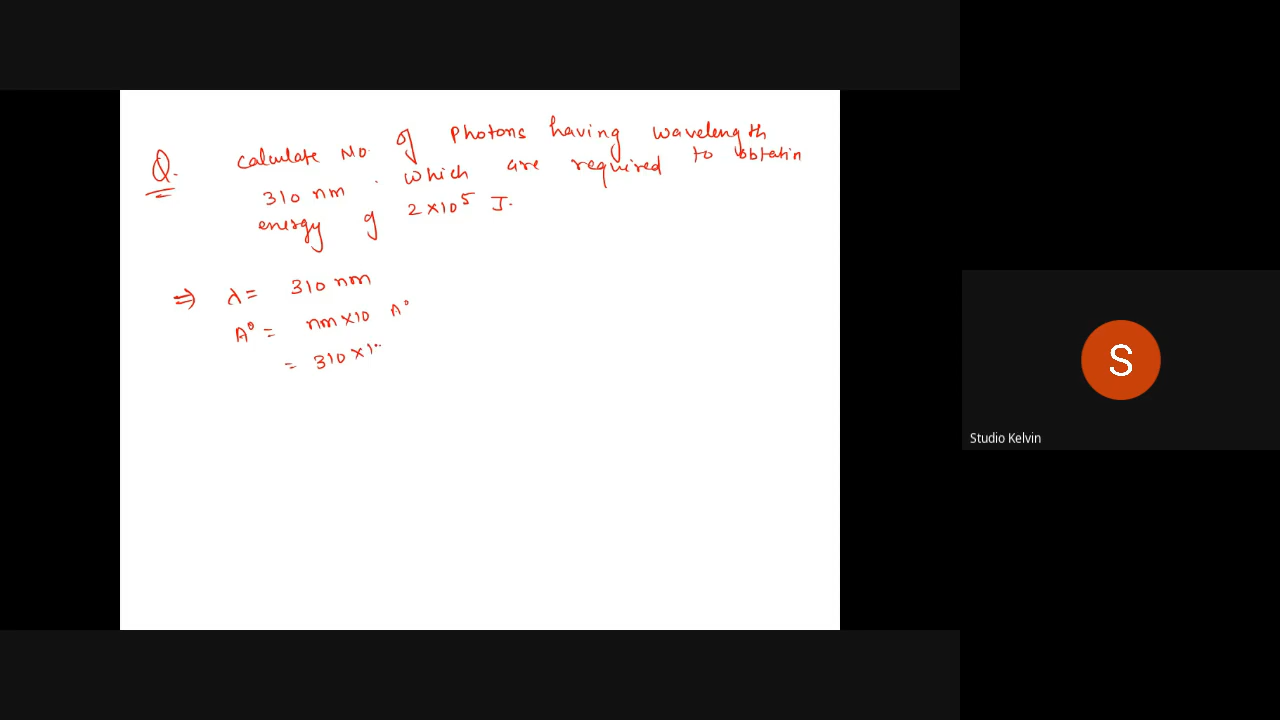 Q. Calculate No. of Photons having wavelength
310 nm. which are required to obtatin
energy of 2×10⁵ J.
⇒ λ= 310 nm
A° = nm×10 A°
= 310×1
S
Studio Kelvin